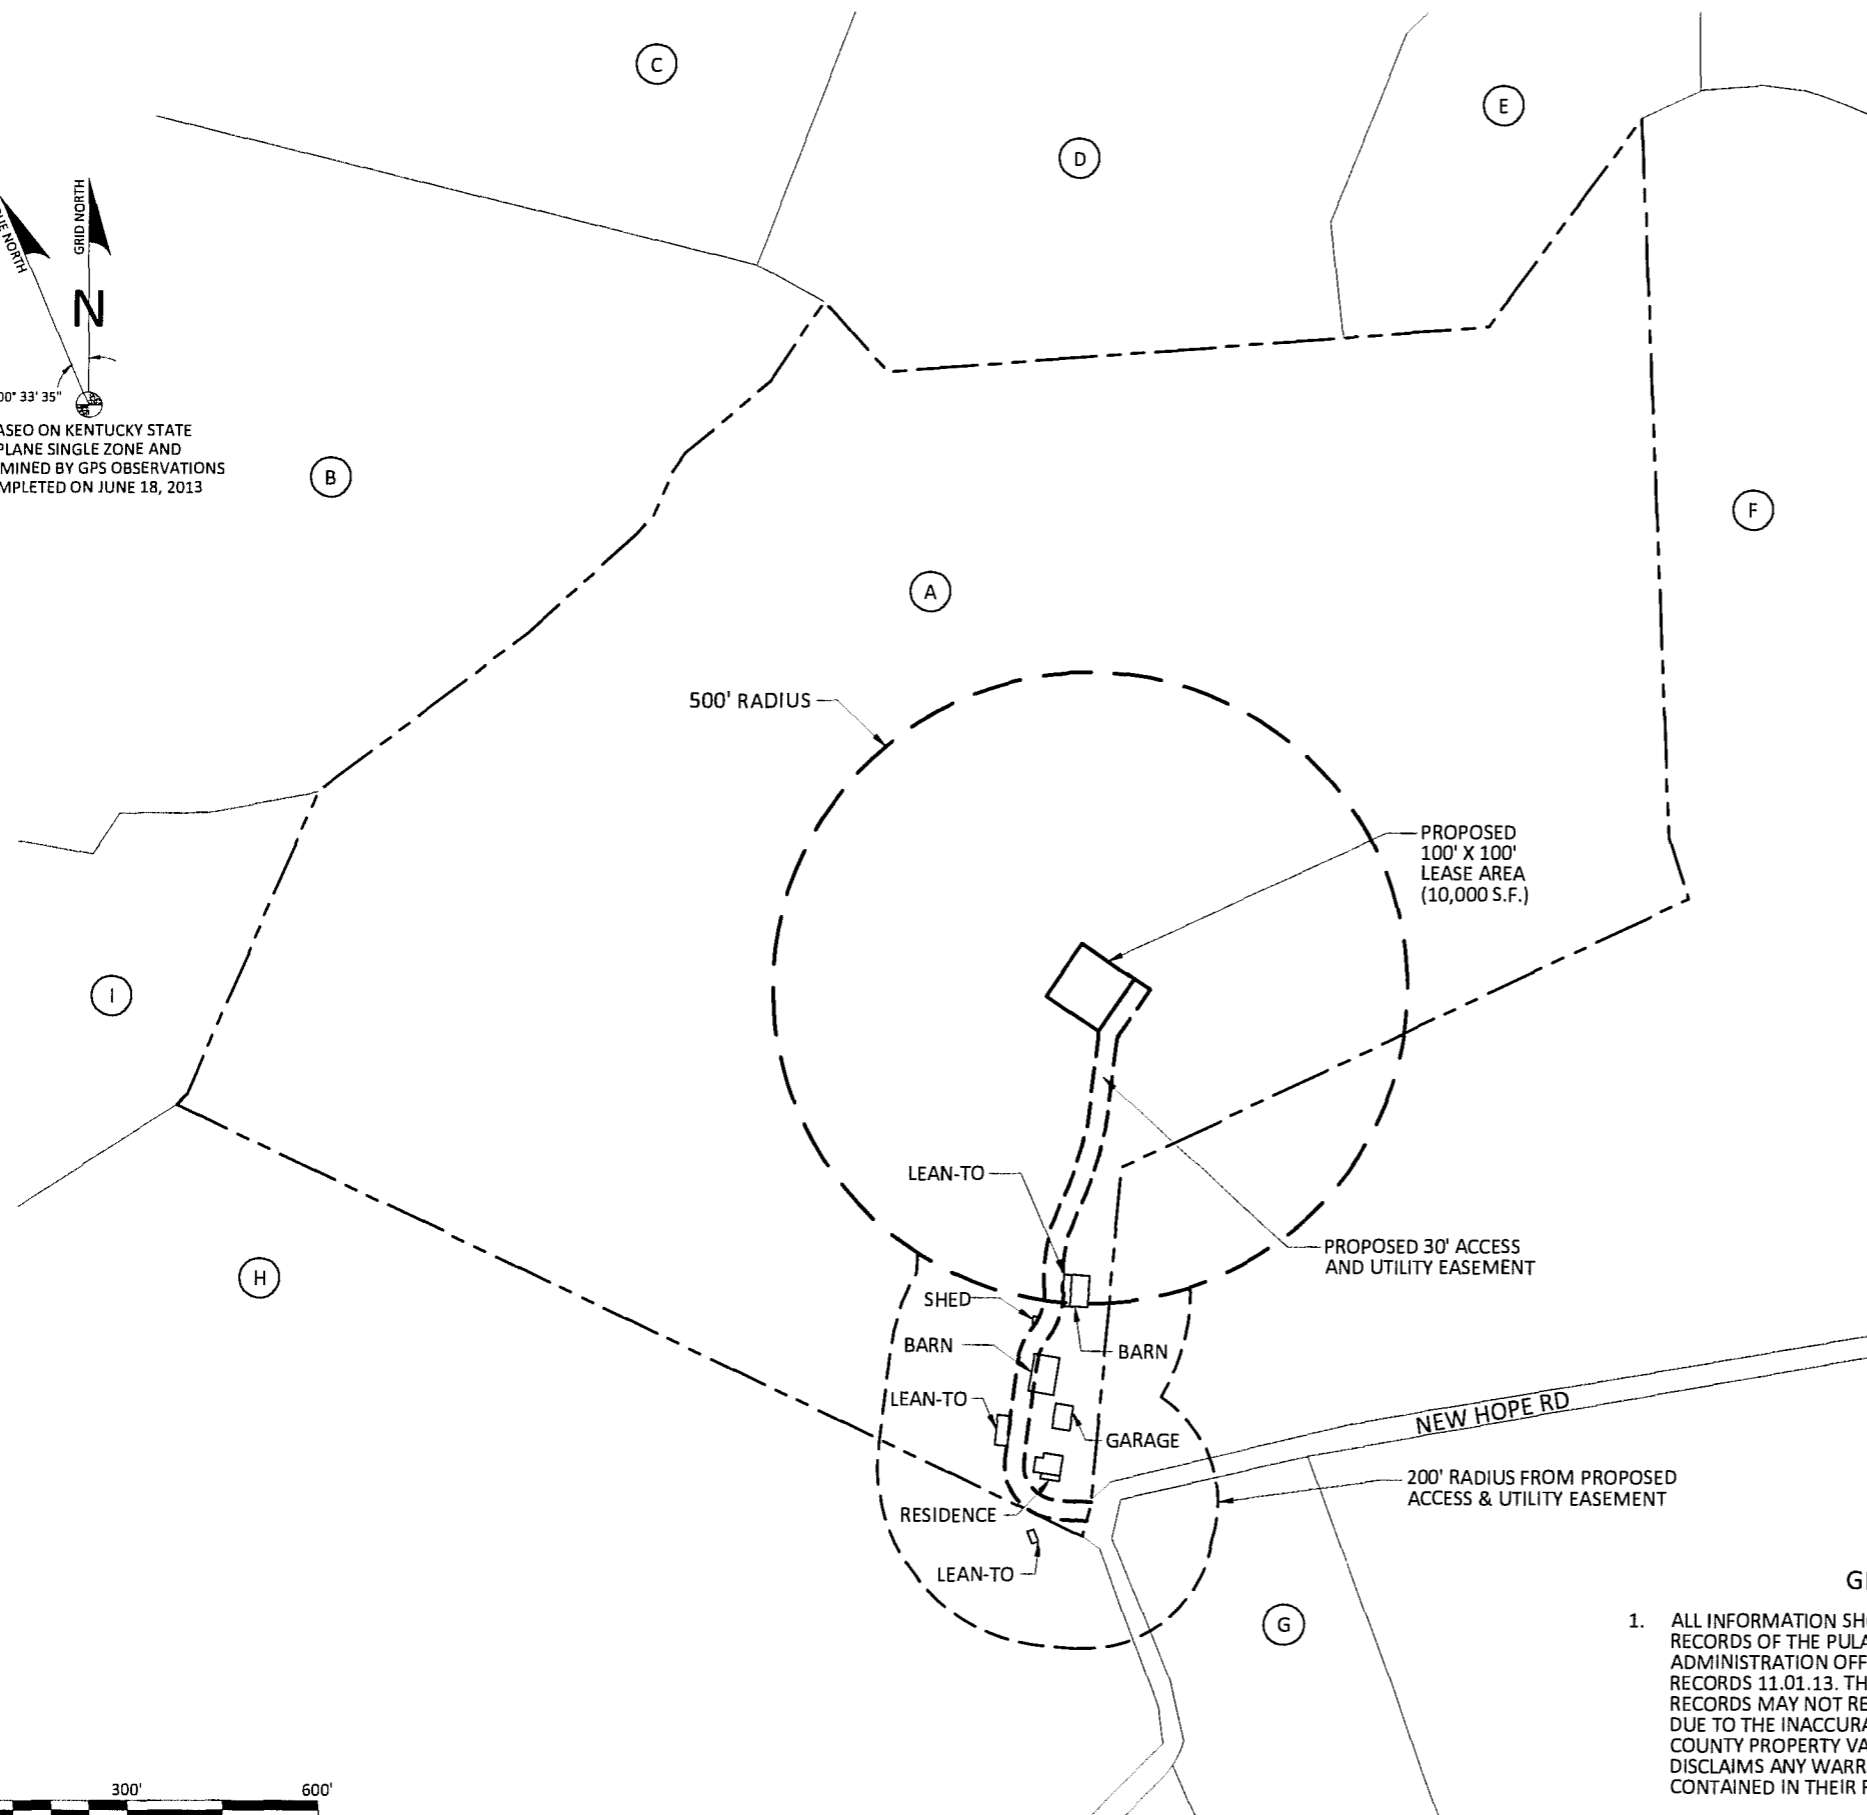 C
E
D
GRID NORTH
NORTH
N
00° 33' 35"
ASEO ON KENTUCKY STATE
PLANE SINGLE ZONE AND
MINED BY GPS OBSERVATIONS
MPLETED ON JUNE 18, 2013
B
F
A
500' RADIUS
PROPOSED
100' X 100'
LEASE AREA
(10,000 S.F.)
I
LEAN-TO
PROPOSED 30' ACCESS
AND UTILITY EASEMENT
H
SHED
BARN
BARN
LEAN-TO
NEW HOPE RD
GARAGE
200' RADIUS FROM PROPOSED
ACCESS & UTILITY EASEMENT
RESIDENCE
LEAN-TO
G
1. ALL INFORMATION SH
RECORDS OF THE PULA
ADMINISTRATION OFF
RECORDS 11.01.13. TH
RECORDS MAY NOT RE
DUE TO THE INACCURA
COUNTY PROPERTY VA
DISCLAIMS ANY WARR
CONTAINED IN THEIR
300' 600'